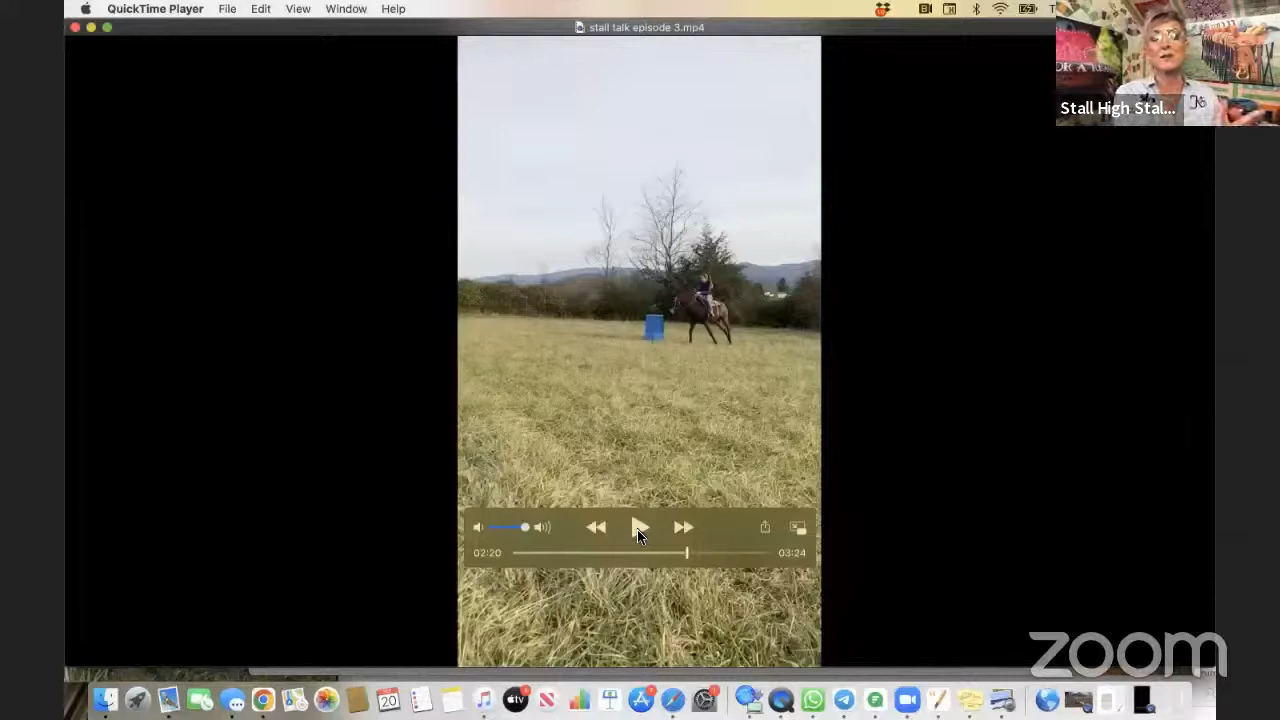 QuickTime Player File Edit View Window Help
stall talk episode 3.mp4
Stall High Stal...
02:20
03:24
20
tv
zoom